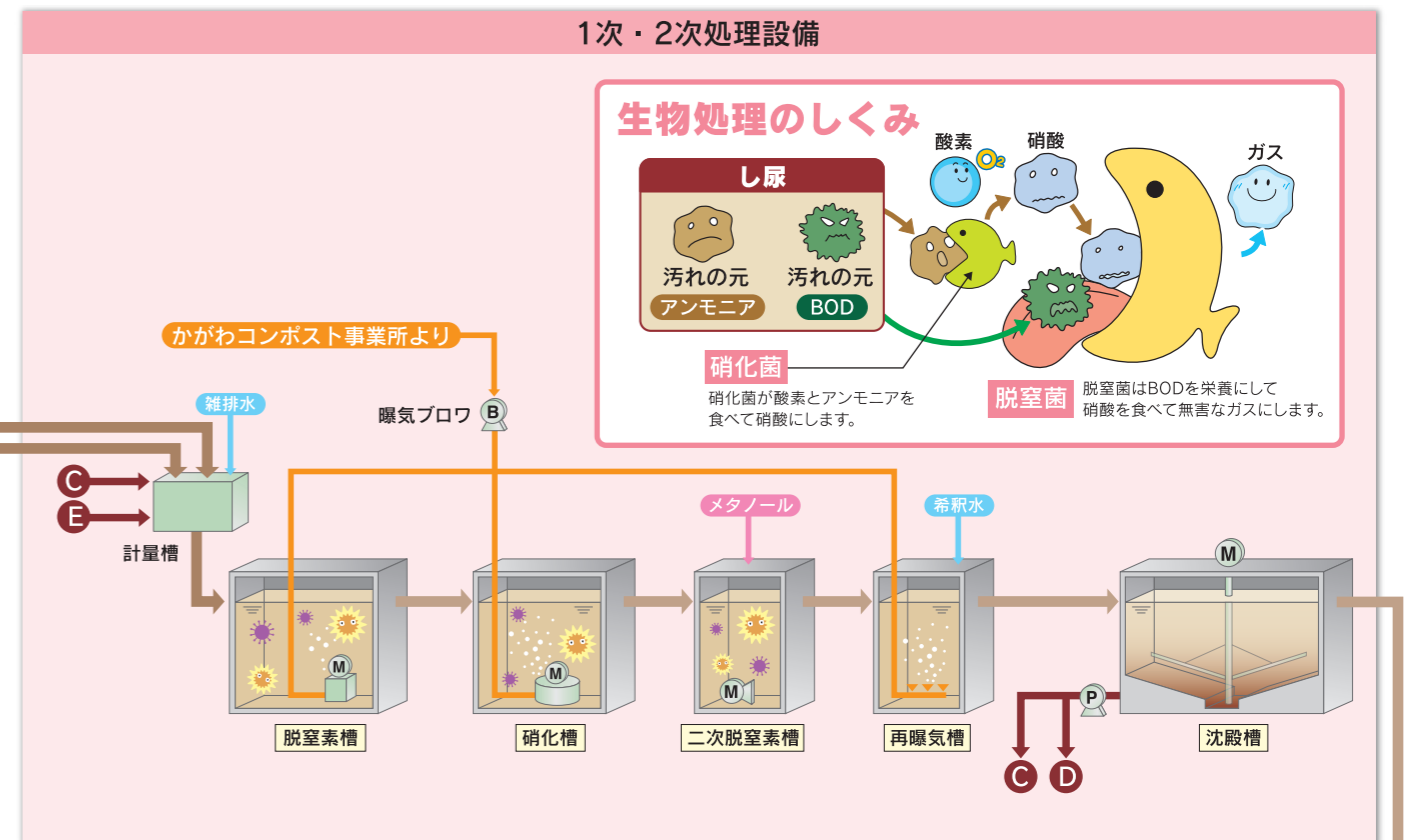 1次・2次処理設備
生物処理のしくみ
し尿
汚れの元
アンモニア
汚れの元
BOD
酸素
O2
硝酸
ガス
硝化菌
硝化菌が酸素とアンモニアを
食べて硝酸にします。
脱窒菌
脱窒菌はBODを栄養にして
硝酸を食べて無害なガスにします。
かがわコンポスト事業所より
曝気ブロワ
B
雑排水
C
E
計量槽
メタノール
希釈水
M
M
M
M
P
脱窒素槽
硝化槽
二次脱窒素槽
再曝気槽
沈殿槽
C
D